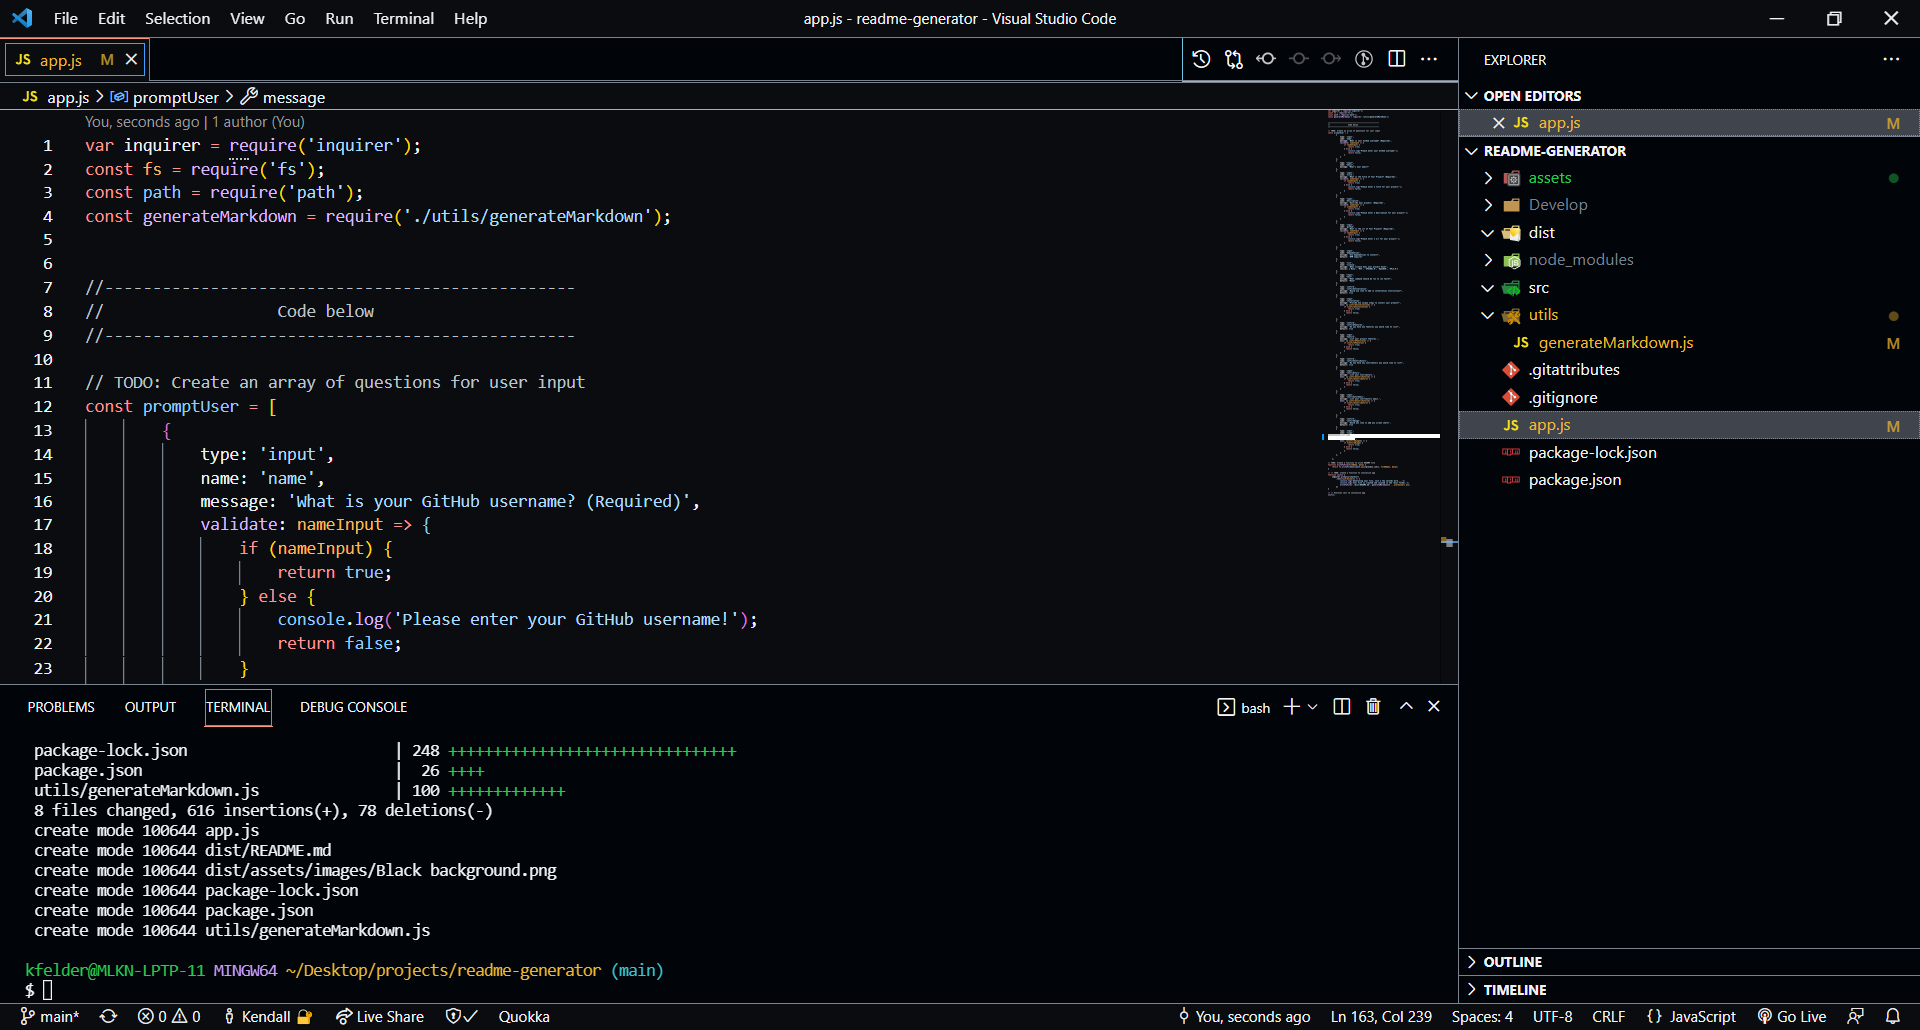 File Edit Selection View Go Run Terminal Help
app.js - readme-generator - Visual Studio Code
JS app.js M
JS app.js > promptUser > message
You, seconds ago | 1 author (You)
1 var inquirer = require('inquirer');
2 const fs = require('fs');
3 const path = require('path');
4 const generateMarkdown = require('./utils/generateMarkdown');
5
6
7 //-------------------------------------------------
8 // Code below
9 //-------------------------------------------------
10
11 // TODO: Create an array of questions for user input
12 const promptUser = [
13 {
14 type: 'input',
15 name: 'name',
16 message: 'What is your GitHub username? (Required)',
17 validate: nameInput => {
18 if (nameInput) {
19 return true;
20 } else {
21 console.log('Please enter your GitHub username!');
22 return false;
23 }
PROBLEMS OUTPUT TERMINAL DEBUG CONSOLE
bash
package-lock.json | 248 ++++++++++++++++++++++++++++++++
package.json | 26 ++++
utils/generateMarkdown.js | 100 +++++++++++++
8 files changed, 616 insertions(+), 78 deletions(-)
create mode 100644 app.js
create mode 100644 dist/README.md
create mode 100644 dist/assets/images/Black background.png
create mode 100644 package-lock.json
create mode 100644 package.json
create mode 100644 utils/generateMarkdown.js
kfelder@MLKN-LPTP-11 MINGW64 ~/Desktop/projects/readme-generator (main)
$
EXPLORER
OPEN EDITORS
JS app.js M
README-GENERATOR
assets
Develop
dist
node_modules
src
utils
JS generateMarkdown.js M
.gitattributes
.gitignore
JS app.js M
package-lock.json
package.json
OUTLINE
TIMELINE
main* 0 0 Kendall Live Share Quokka You, seconds ago Ln 163, Col 239 Spaces: 4 UTF-8 CRLF {} JavaScript Go Live